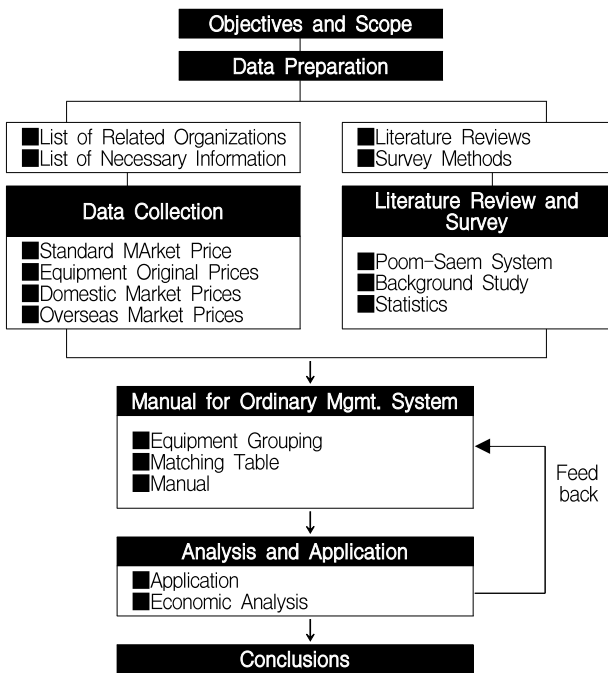 Objectives and Scope
Data Preparation
■List of Related Organizations
■List of Necessary Information
■Literature Reviews
■Survey Methods
Data Collection
■Standard MArket Price
■Equipment Original Prices
■Domestic Market Prices
■Overseas Market Prices
Literature Review and
Survey
■Poom-Saem System
■Background Study
■Statistics
Manual for Ordinary Mgmt. System
■Equipment Grouping
■Matching Table
■Manual
Feed
back
Analysis and Application
■Application
■Economic Analysis
Conclusions